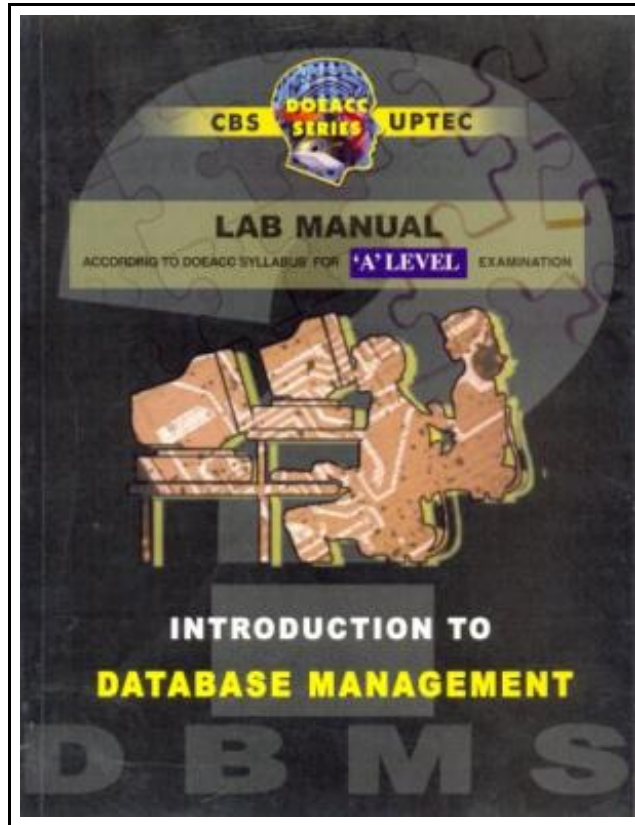 CBS DOEACC SERIES UPTEC
LAB MANUAL
ACCORDING TO DOEACC SYLLABUS FOR 'A' LEVEL EXAMINATION
INTRODUCTION TO
DATABASE MANAGEMENT
DBMS